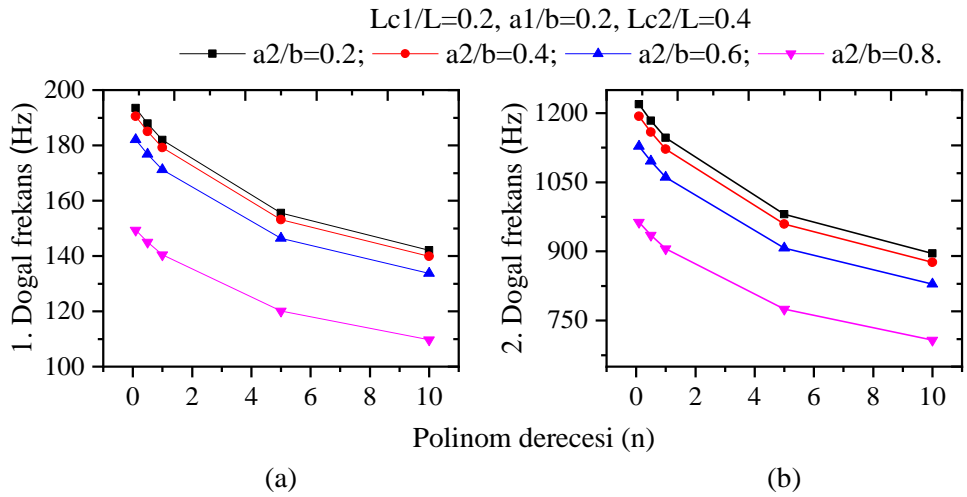 Lc1/L=0.2, a1/b=0.2, Lc2/L=0.4
a2/b=0.2; a2/b=0.4; a2/b=0.6; a2/b=0.8.
1. Dogal frekans (Hz)
200
180
160
140
120
100
0 2 4 6 8 10
2. Dogal frekans (Hz)
1200
1050
900
750
0 2 4 6 8 10
Polinom derecesi (n)
(a) (b)